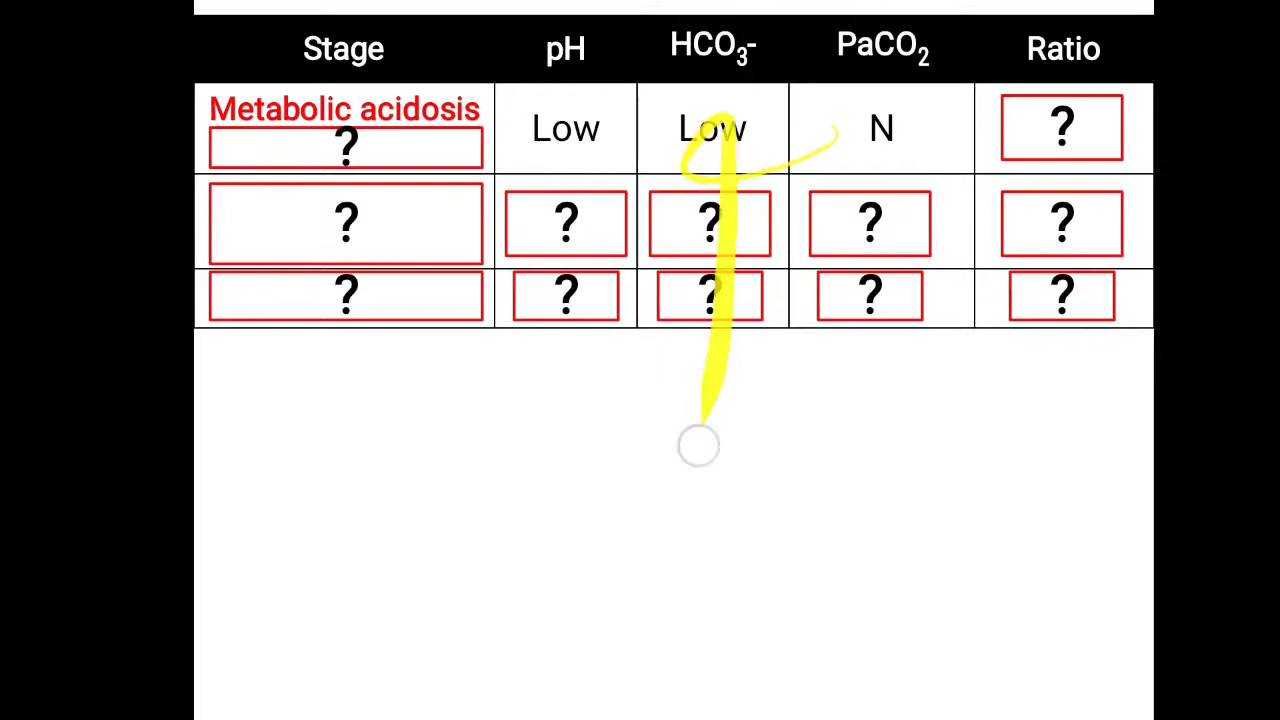 Stage pH HCO₃- PaCO₂ Ratio
Metabolic acidosis
? Low Low N ?
? ? ? ? ?
? ? ? ? ?